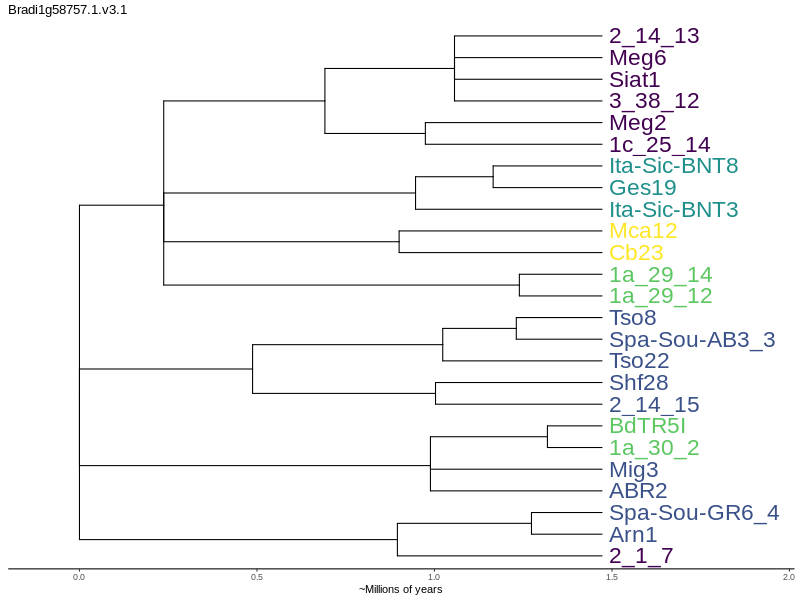 Bradi1g58757.1.v3.1
2_14_13
Meg6
Siat1
3_38_12
Meg2
1c_25_14
Ita-Sic-BNT8
Ges19
Ita-Sic-BNT3
Mca12
Cb23
1a_29_14
1a_29_12
Tso8
Spa-Sou-AB3_3
Tso22
Shf28
2_14_15
BdTR5I
1a_30_2
Mig3
ABR2
Spa-Sou-GR6_4
Arn1
2_1_7
0.0 0.5 1.0 1.5 2.0
~Millions of years